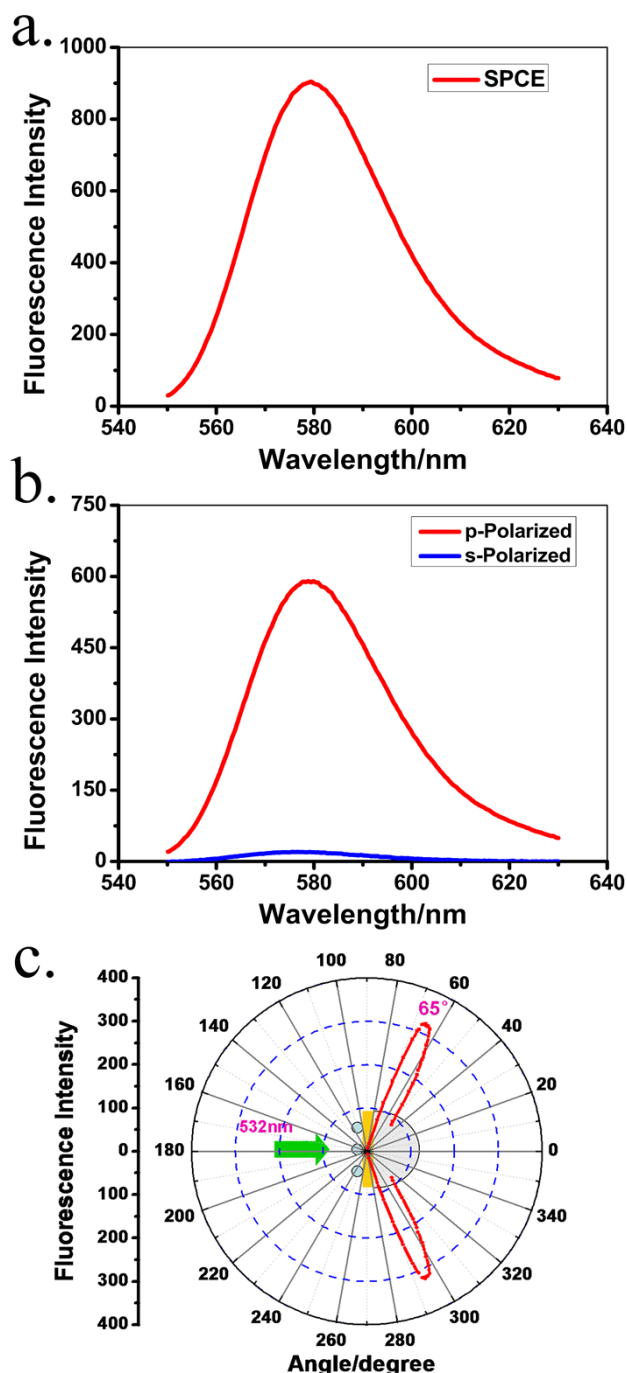 a.
1000
800
600
400
200
0
Fluorescence Intensity
SPCE
540 560 580 600 620 640
Wavelength/nm
b.
750
600
450
300
150
0
Fluorescence Intensity
p-Polarized
s-Polarized
540 560 580 600 620 640
Wavelength/nm
c.
400
300
200
100
0
100
200
300
400
Fluorescence Intensity
100 80
120 60
65°
140 40
160 20
532nm
180 0
200 340
220 320
240 300
260 280
Angle/degree